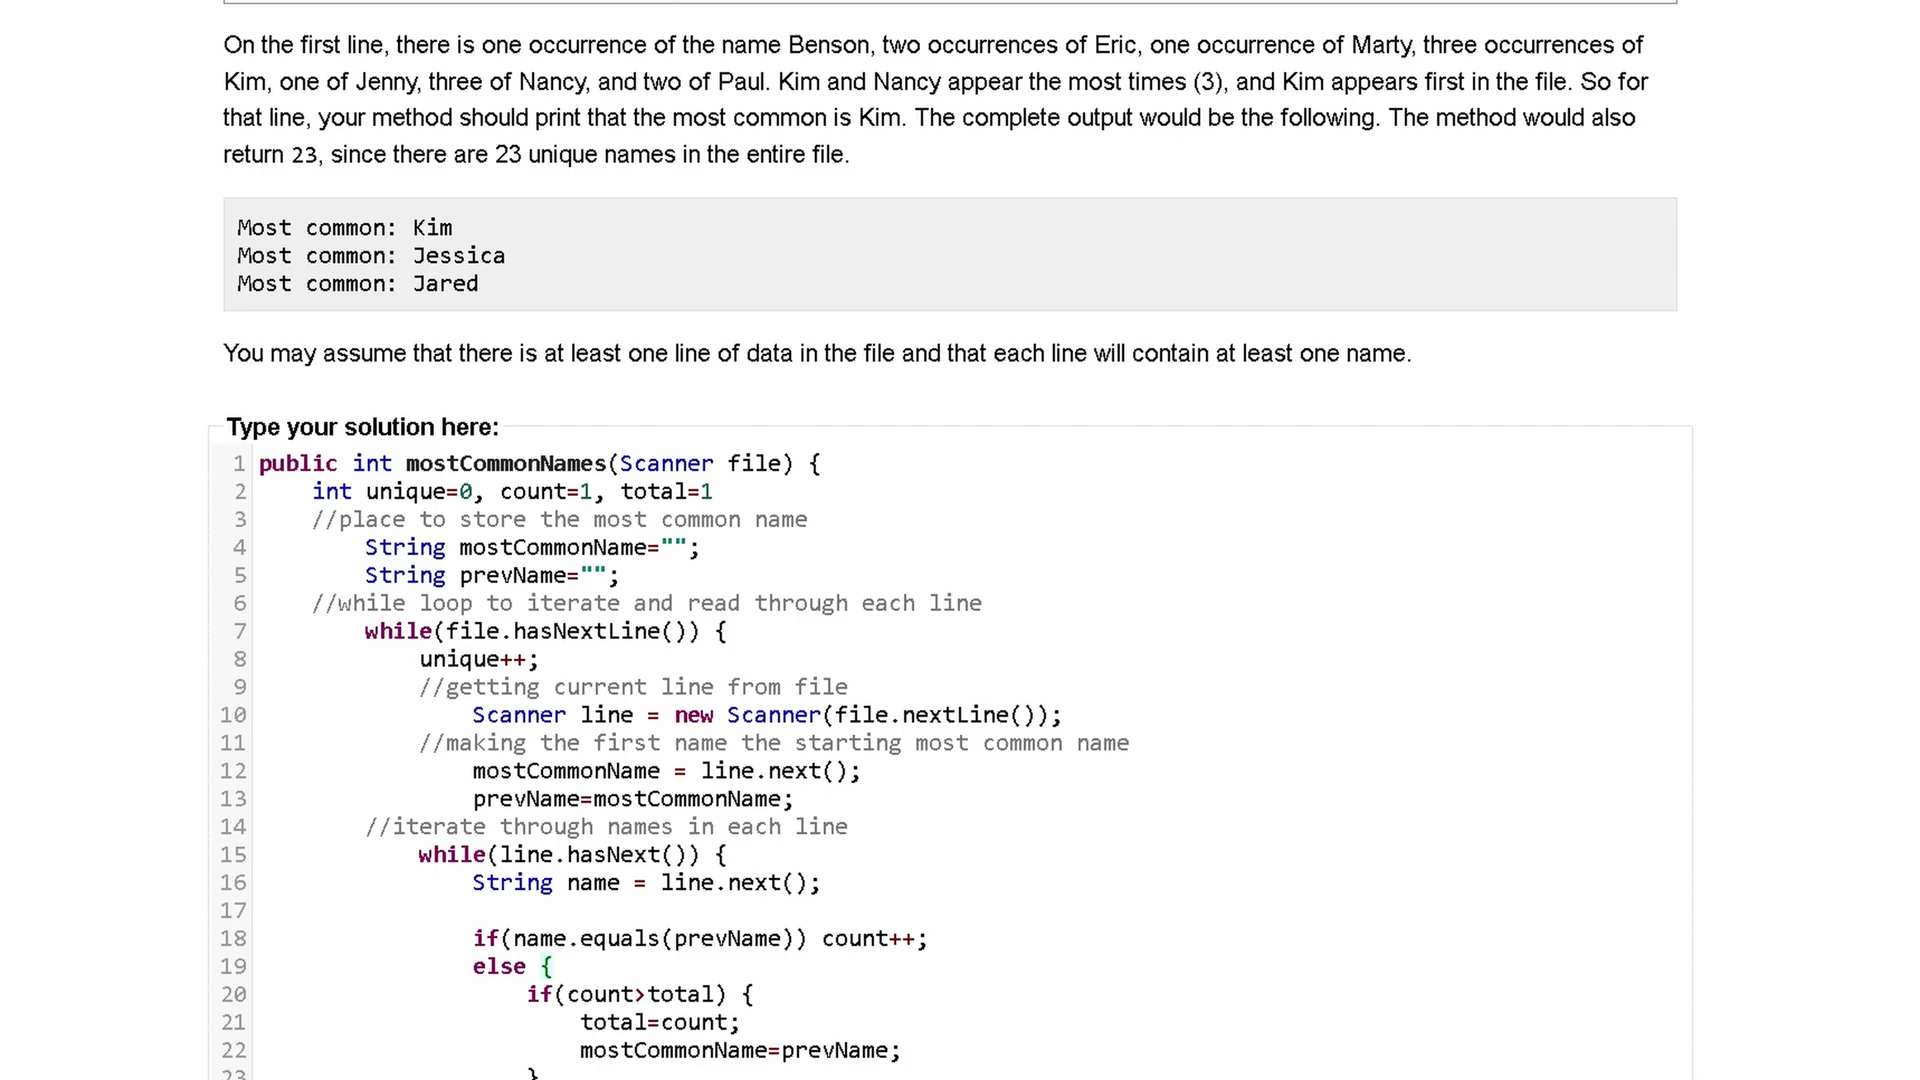 On the first line, there is one occurrence of the name Benson, two occurrences of Eric, one occurrence of Marty, three occurrences of
Kim, one of Jenny, three of Nancy, and two of Paul. Kim and Nancy appear the most times (3), and Kim appears first in the file. So for
that line, your method should print that the most common is Kim. The complete output would be the following. The method would also
return 23, since there are 23 unique names in the entire file.
Most common: Kim
Most common: Jessica
Most common: Jared
You may assume that there is at least one line of data in the file and that each line will contain at least one name.
Type your solution here:
1 public int mostCommonNames(Scanner file) {
2     int unique=0, count=1, total=1
3     //place to store the most common name
4         String mostCommonName="";
5         String prevName="";
6     //while loop to iterate and read through each line
7         while(file.hasNextLine()) {
8             unique++;
9             //getting current line from file
10                 Scanner line = new Scanner(file.nextLine());
11             //making the first name the starting most common name
12                 mostCommonName = line.next();
13                 prevName=mostCommonName;
14         //iterate through names in each line
15             while(line.hasNext()) {
16                 String name = line.next();
17
18                 if(name.equals(prevName)) count++;
19                 else {
20                     if(count>total) {
21                         total=count;
22                         mostCommonName=prevName;
23                     }